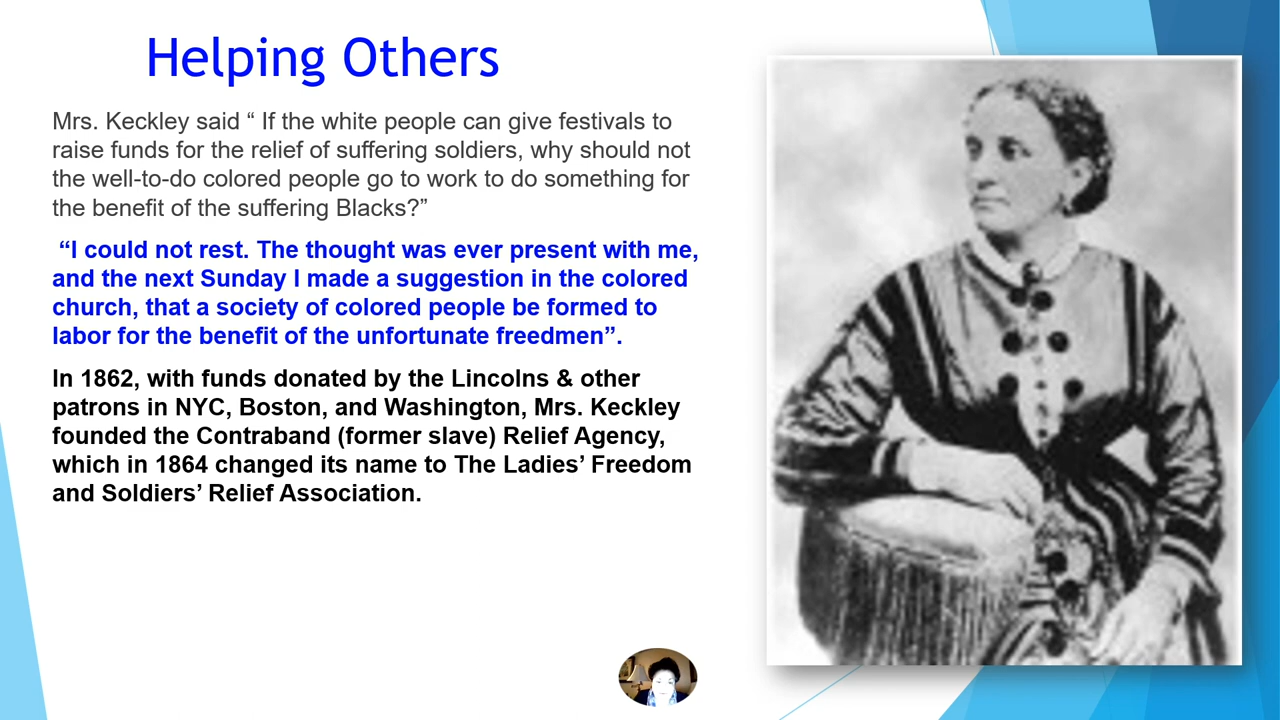 Helping Others
Mrs. Keckley said “ If the white people can give festivals to
raise funds for the relief of suffering soldiers, why should not
the well-to-do colored people go to work to do something for
the benefit of the suffering Blacks?”
“I could not rest. The thought was ever present with me,
and the next Sunday I made a suggestion in the colored
church, that a society of colored people be formed to
labor for the benefit of the unfortunate freedmen”.
In 1862, with funds donated by the Lincolns & other
patrons in NYC, Boston, and Washington, Mrs. Keckley
founded the Contraband (former slave) Relief Agency,
which in 1864 changed its name to The Ladies’ Freedom
and Soldiers’ Relief Association.